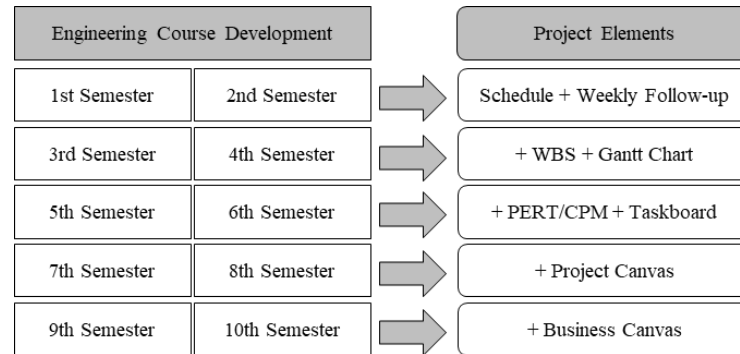 Engineering Course Development
Project Elements
1st Semester
2nd Semester
Schedule + Weekly Follow-up
3rd Semester
4th Semester
+ WBS + Gantt Chart
5th Semester
6th Semester
+ PERT/CPM + Taskboard
7th Semester
8th Semester
+ Project Canvas
9th Semester
10th Semester
+ Business Canvas